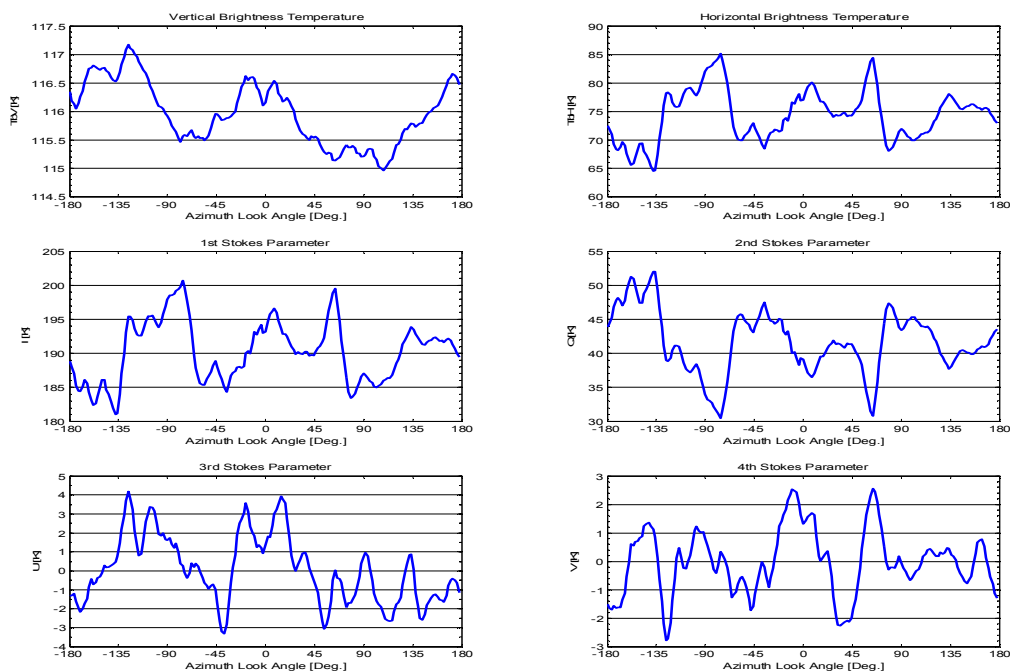 Vertical Brightness Temperature
117.5
117
116.5
116
115.5
115
114.5
TbV[K]
-180 -135 -90 -45 0 45 90 135 180
Azimuth Look Angle [Deg.]
Horizontal Brightness Temperature
90
85
80
75
70
65
60
TbH[K]
-180 -135 -90 -45 0 45 90 135 180
Azimuth Look Angle [Deg.]
1st Stokes Parameter
205
200
195
190
185
180
I[K]
-180 -135 -90 -45 0 45 90 135 180
Azimuth Look Angle [Deg.]
2nd Stokes Parameter
55
50
45
40
35
30
Q[K]
-180 -135 -90 -45 0 45 90 135 180
Azimuth Look Angle [Deg.]
3rd Stokes Parameter
5
4
3
2
1
0
-1
-2
-3
-4
U[K]
-180 -135 -90 -45 0 45 90 135 180
Azimuth Look Angle [Deg.]
4th Stokes Parameter
3
2
1
0
-1
-2
-3
V[K]
-180 -135 -90 -45 0 45 90 135 180
Azimuth Look Angle [Deg.]